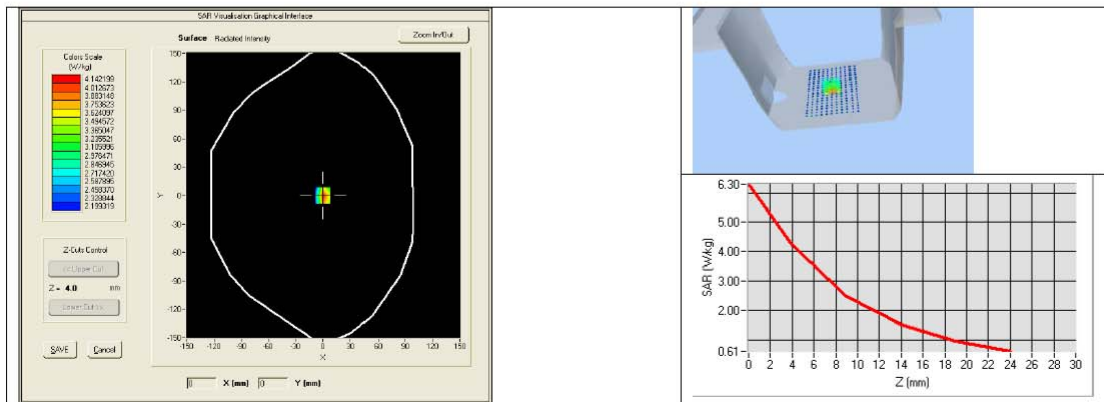 SAR Visualisation Graphical Interface
Surface : Radiated Intensity
Zoom In/Out
Colors Scale
(W/kg)
4.142199
4.012673
3.883148
3.753623
3.624097
3.494572
3.365047
3.235521
3.105996
2.976471
2.846945
2.717420
2.587895
2.458370
2.328844
2.199319
150
120
90
60
30
0
-30
-60
-90
-120
-150
Y
-150 -120 -90 -60 -30 0 30 60 90 120 150
X
Z-Cuts Control
Z = 4.0 mm
SAVE Cancel
0 X (mm) 0 Y (mm)
6.30
5.00
4.00
3.00
2.00
0.61
SAR (W/kg)
0 2 4 6 8 10 12 14 16 18 20 22 24 26 28 30
Z (mm)